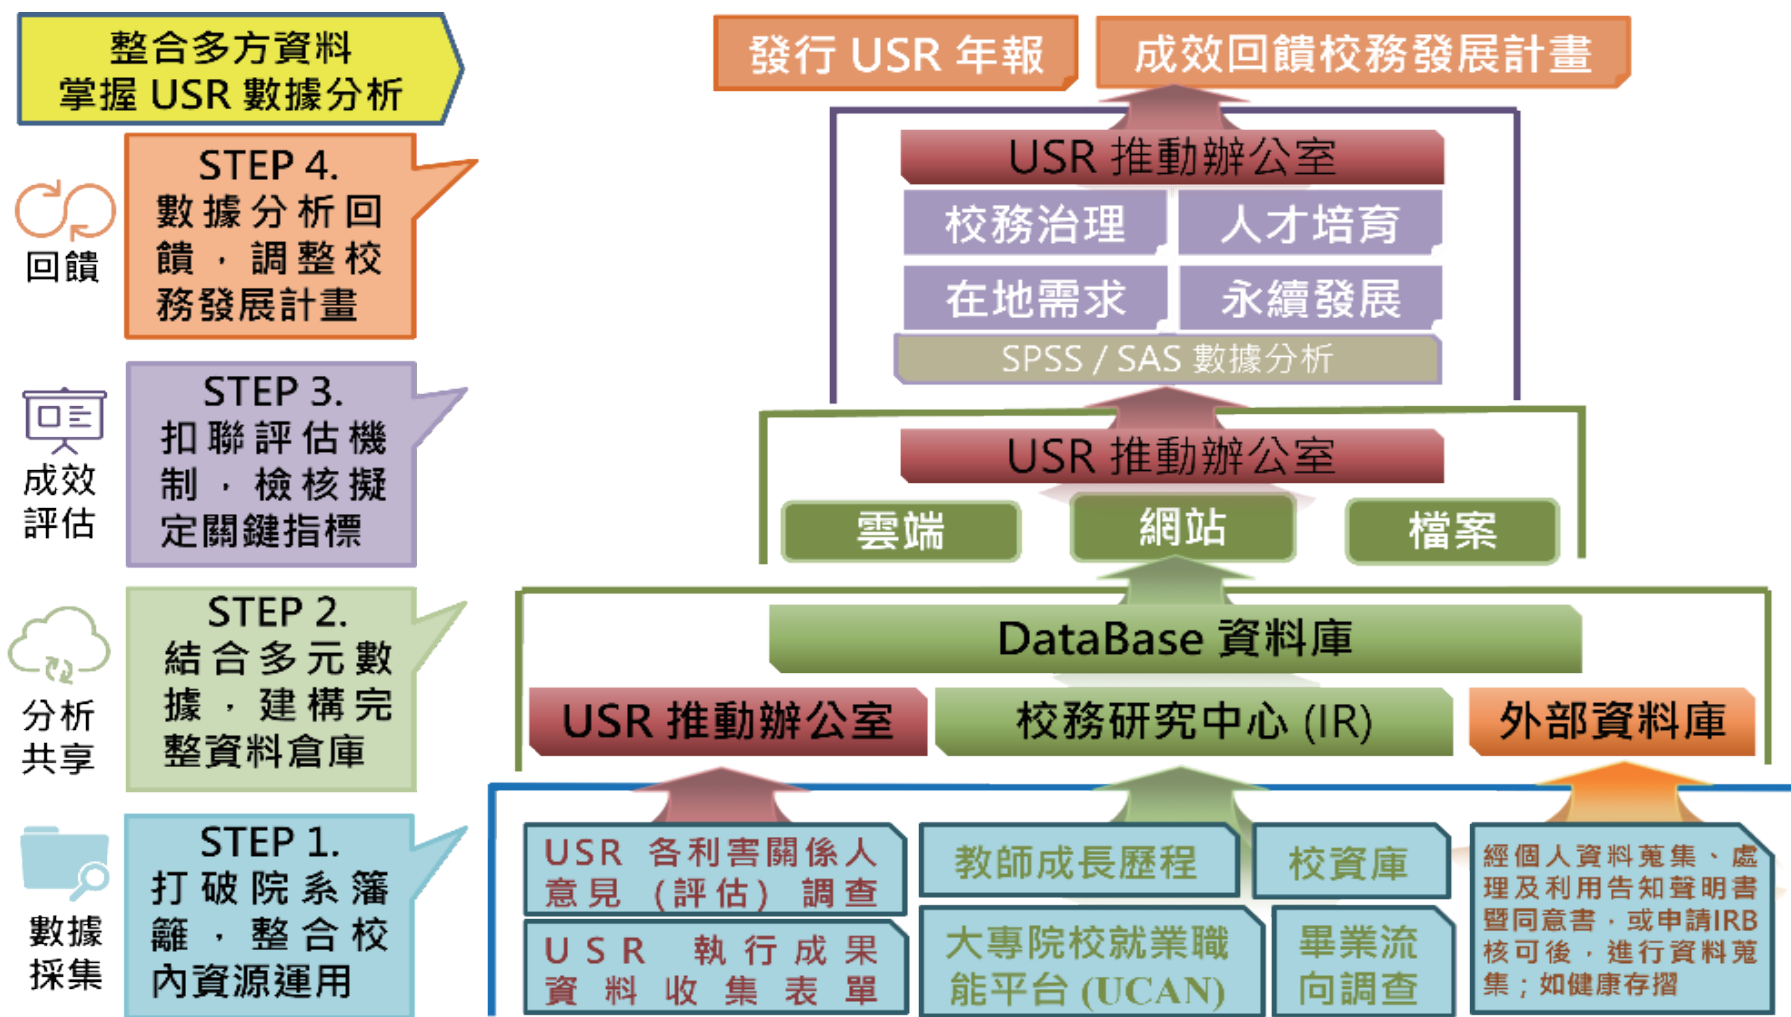 整合多方資料
掌握 USR 數據分析
發行 USR 年報
成效回饋校務發展計畫
回饋
STEP 4.
數據分析回
饋，調整校
務發展計畫
USR 推動辦公室
校務治理
人才培育
在地需求
永續發展
SPSS / SAS 數據分析
成效
評估
STEP 3.
扣聯評估機
制，檢核擬
定關鍵指標
USR 推動辦公室
雲端
網站
檔案
分析
共享
STEP 2.
結合多元數
據，建構完
整資料倉庫
DataBase 資料庫
USR 推動辦公室
校務研究中心 (IR)
外部資料庫
數據
採集
STEP 1.
打破院系籓
籬，整合校
內資源運用
USR 各利害關係人
意見 (評估) 調查
USR 執行成果
資料收集表單
教師成長歷程
校資庫
大專院校就業職
能平台 (UCAN)
畢業流
向調查
經個人資料蒐集、處
理及利用告知聲明書
暨同意書，或申請IRB
核可後，進行資料蒐
集；如健康存摺